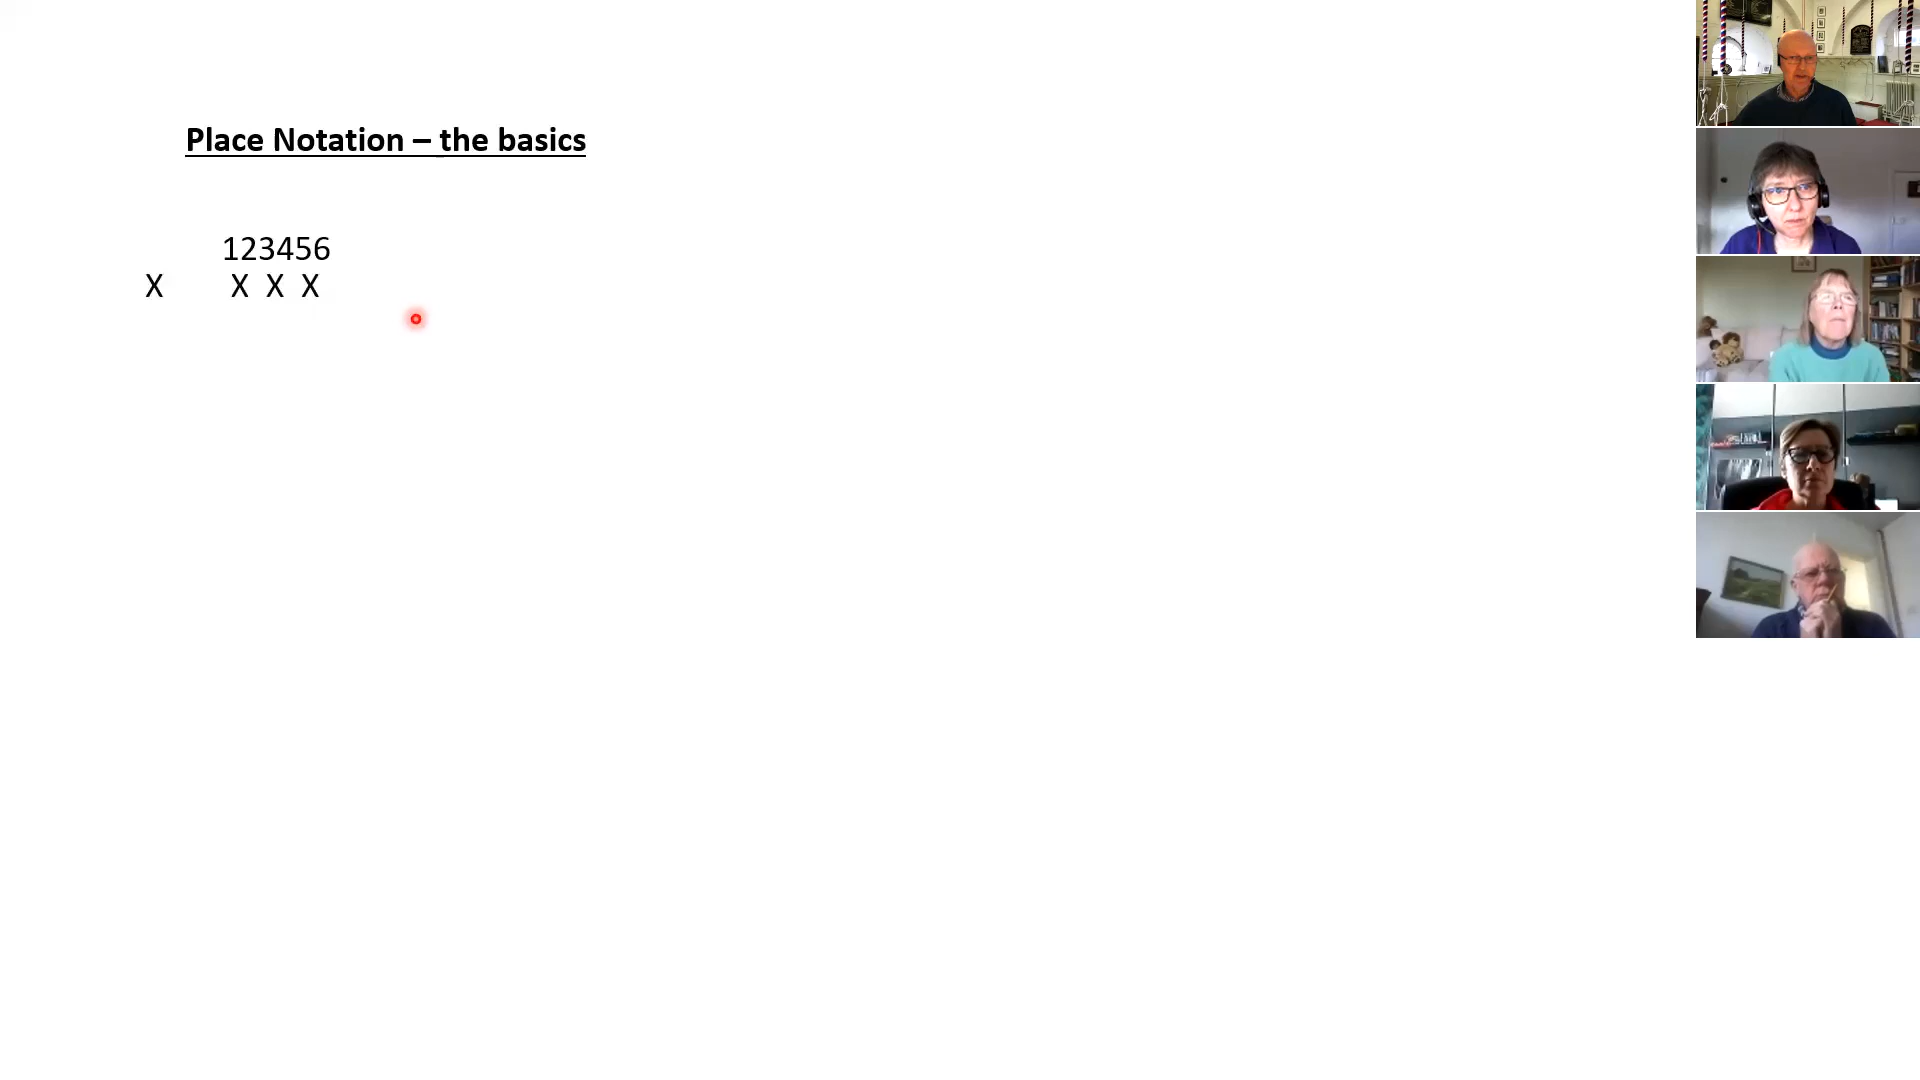 Place Notation – the basics
123456
X X X X